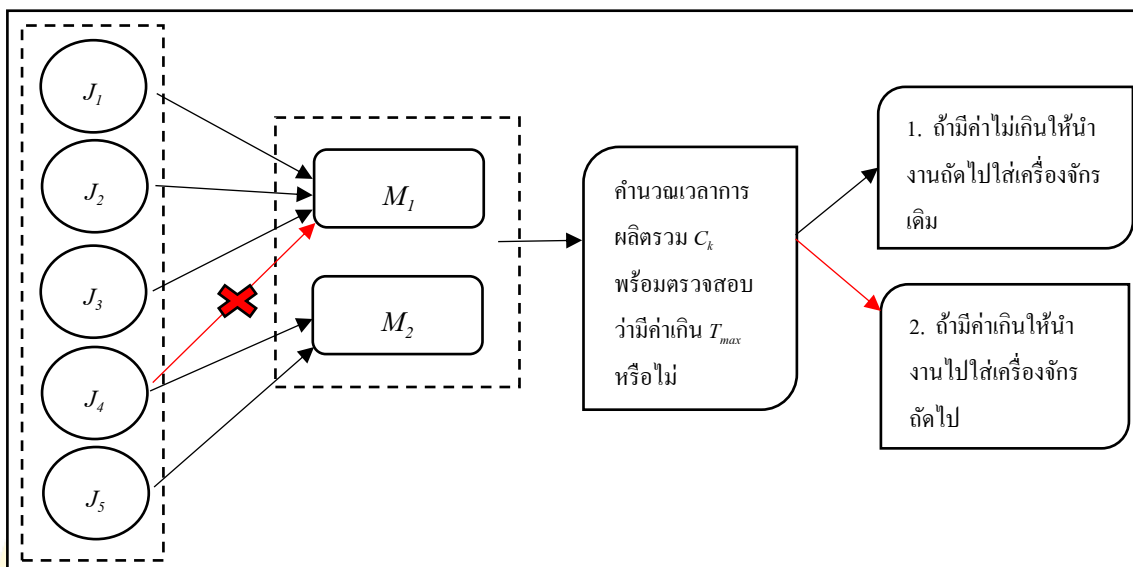 J1
J2
J3
J4
J5
M1
M2
คำนวณเวลาการ
ผลิตรวม Ck
พร้อมตรวจสอบ
ว่ามีค่าเกิน Tmax
หรือไม่
1. ถ้ามีค่าไม่เกินให้นำ
งานถัดไปใส่เครื่องจักร
เดิม
2. ถ้ามีค่าเกินให้นำ
งานไปใส่เครื่องจักร
ถัดไป